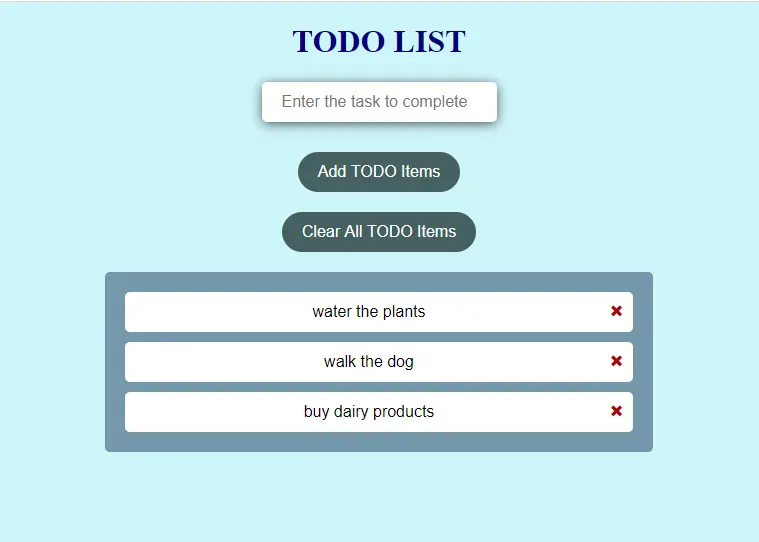 TODO LIST
Enter the task to complete
Add TODO Items
Clear All TODO Items
water the plants
walk the dog
buy dairy products